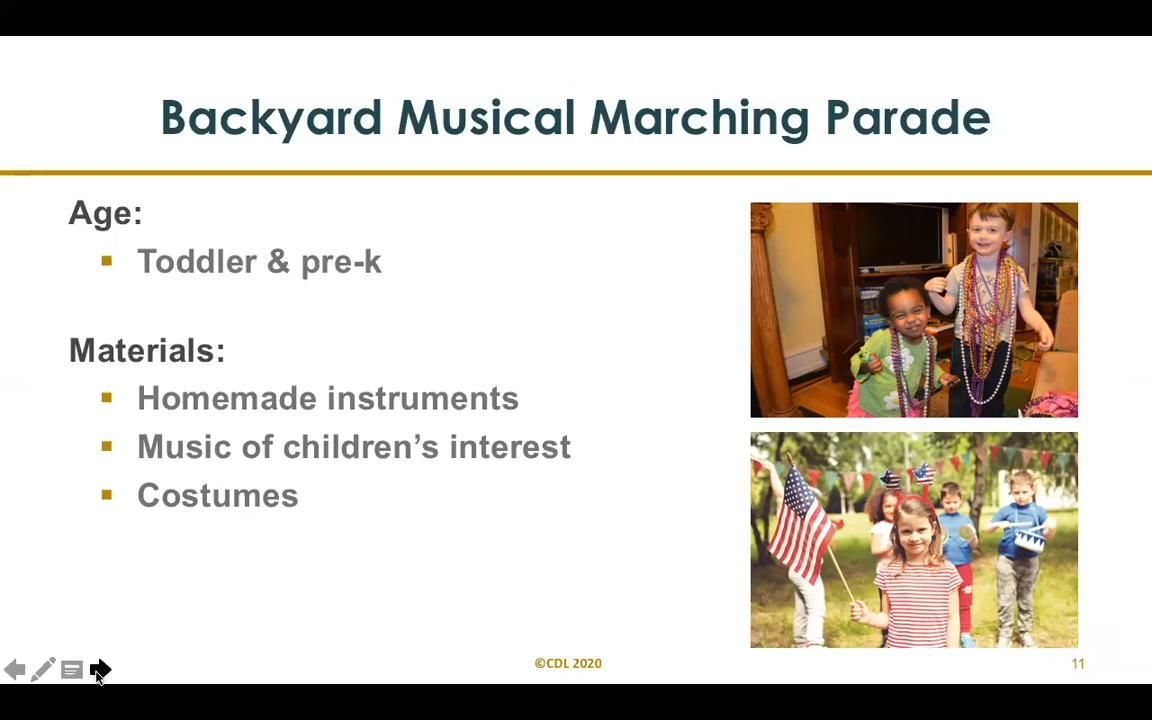 Backyard Musical Marching Parade
Age:
Toddler & pre-k
Materials:
Homemade instruments
Music of children’s interest
Costumes
©CDL 2020
11